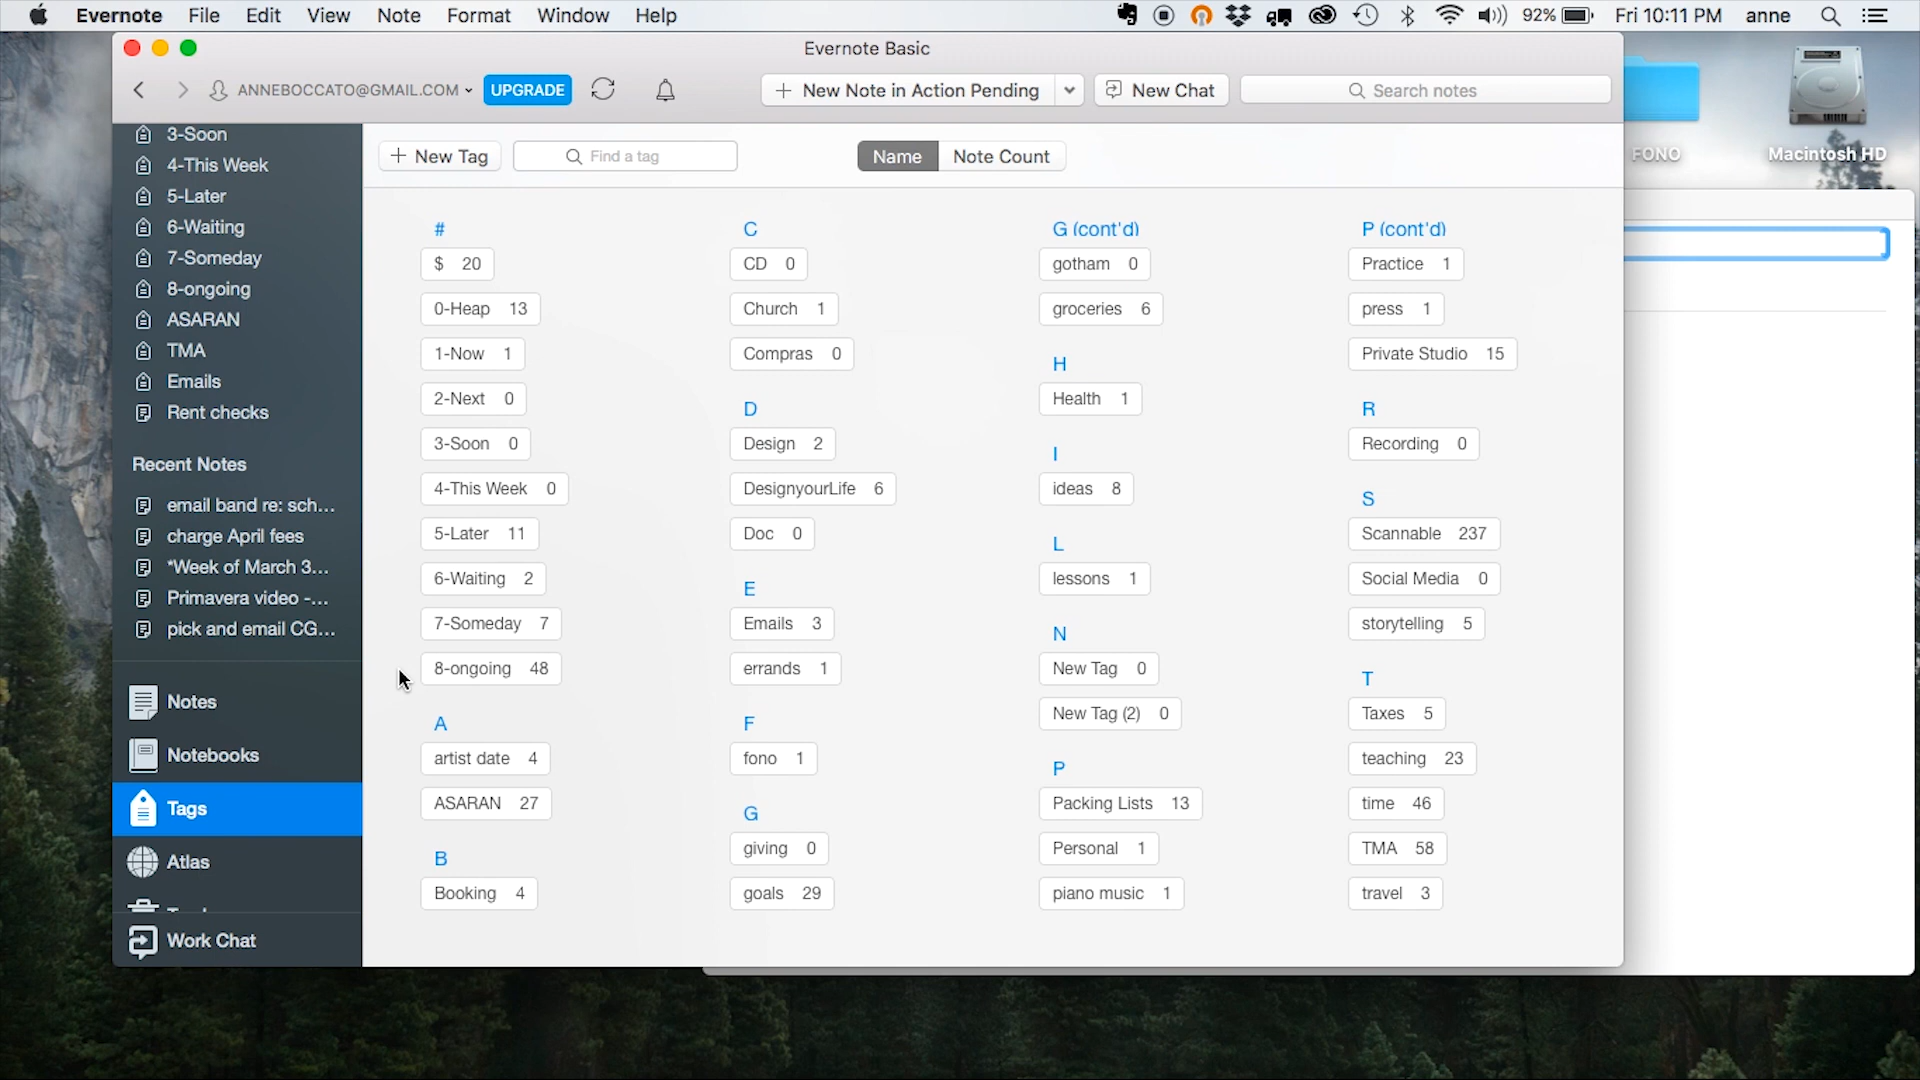 Evernote File Edit View Note Format Window Help 92% Fri 10:11 PM anne
Evernote Basic
ANNEBOCCATO@GMAIL.COM UPGRADE New Note in Action Pending New Chat Search notes
FONO
Macintosh HD
3-Soon
4-This Week
5-Later
6-Waiting
7-Someday
8-ongoing
ASARAN
TMA
Emails
Rent checks
Recent Notes
email band re: sch...
charge April fees
*Week of March 3...
Primavera video -...
pick and email CG...
Notes
Notebooks
Tags
Atlas
Work Chat
+ New Tag Find a tag Name Note Count
#
$ 20
0-Heap 13
1-Now 1
2-Next 0
3-Soon 0
4-This Week 0
5-Later 11
6-Waiting 2
7-Someday 7
8-ongoing 48
A
artist date 4
ASARAN 27
B
Booking 4
C
CD 0
Church 1
Compras 0
D
Design 2
DesignyourLife 6
Doc 0
E
Emails 3
errands 1
F
fono 1
G
giving 0
goals 29
G (cont'd)
gotham 0
groceries 6
H
Health 1
I
ideas 8
L
lessons 1
N
New Tag 0
New Tag (2) 0
P
Packing Lists 13
Personal 1
piano music 1
P (cont'd)
Practice 1
press 1
Private Studio 15
R
Recording 0
S
Scannable 237
Social Media 0
storytelling 5
T
Taxes 5
teaching 23
time 46
TMA 58
travel 3